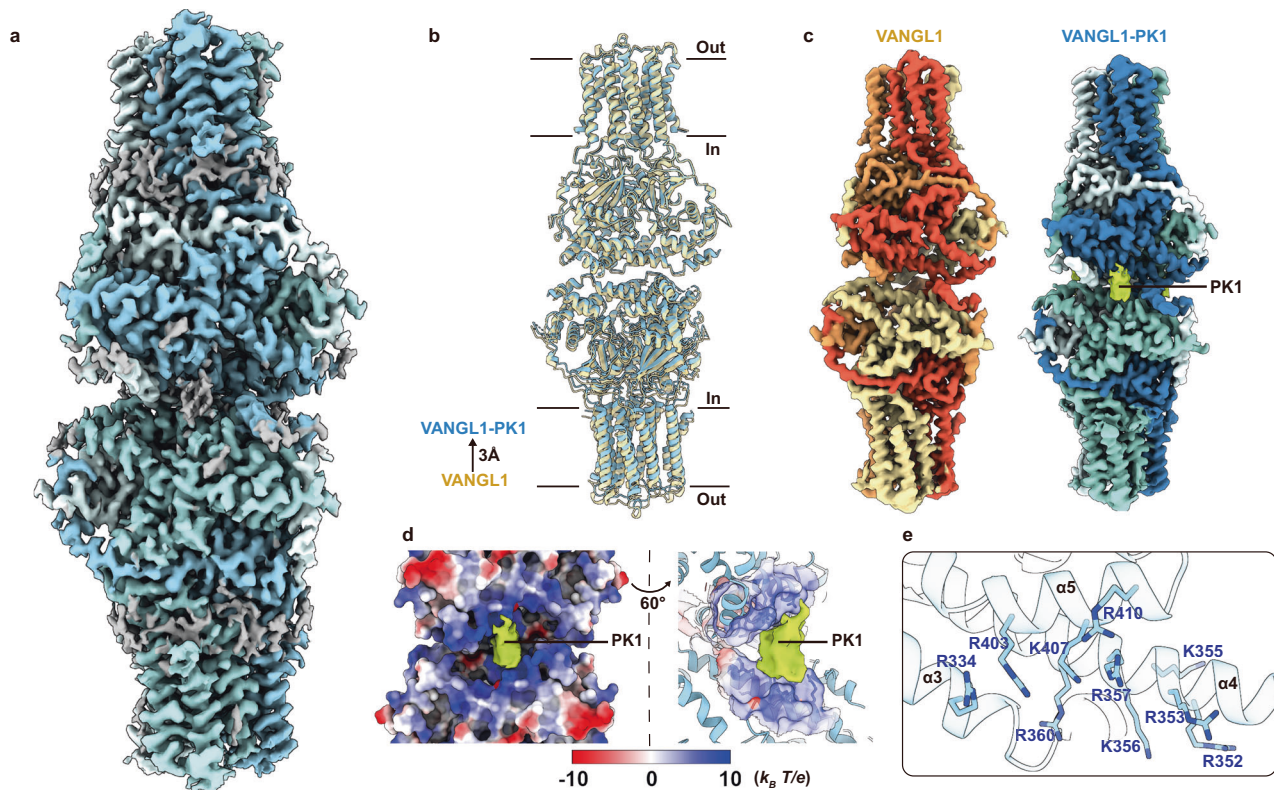 a
b
Out
In
In
Out
VANGL1-PK1
3Å
VANGL1
c
VANGL1
VANGL1-PK1
PK1
d
60°
PK1
PK1
-10
0
10
(k_B T/e)
e
α5
R410
R403
K407
K355
R334
α3
R357
α4
R353
R360
K356
R352